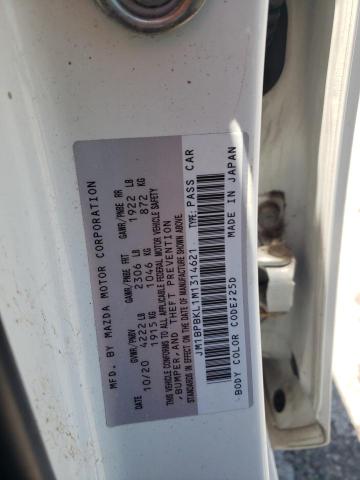 MFD. BY MAZDA MOTOR CORPORATION
GVWR/PNBV GAWR/PNBE FRT GAWR/PNBE RR
10/20 4222 LB 2306 LB 1922 LB
1915 KG 1046 KG 872 KG
THIS VEHICLE CONFORMS TO ALL APPLICABLE FEDERAL MOTOR VEHICLE SAFETY
,BUMPER,AND THEFT PREVENTION
STANDARDS IN EFFECT ON THE DATE OF MANUFACTURE SHOWN ABOVE.
JM1BPBKL1M1314621 TYPE:PASS CAR
BODY COLOR CODE;25D MADE IN JAPAN